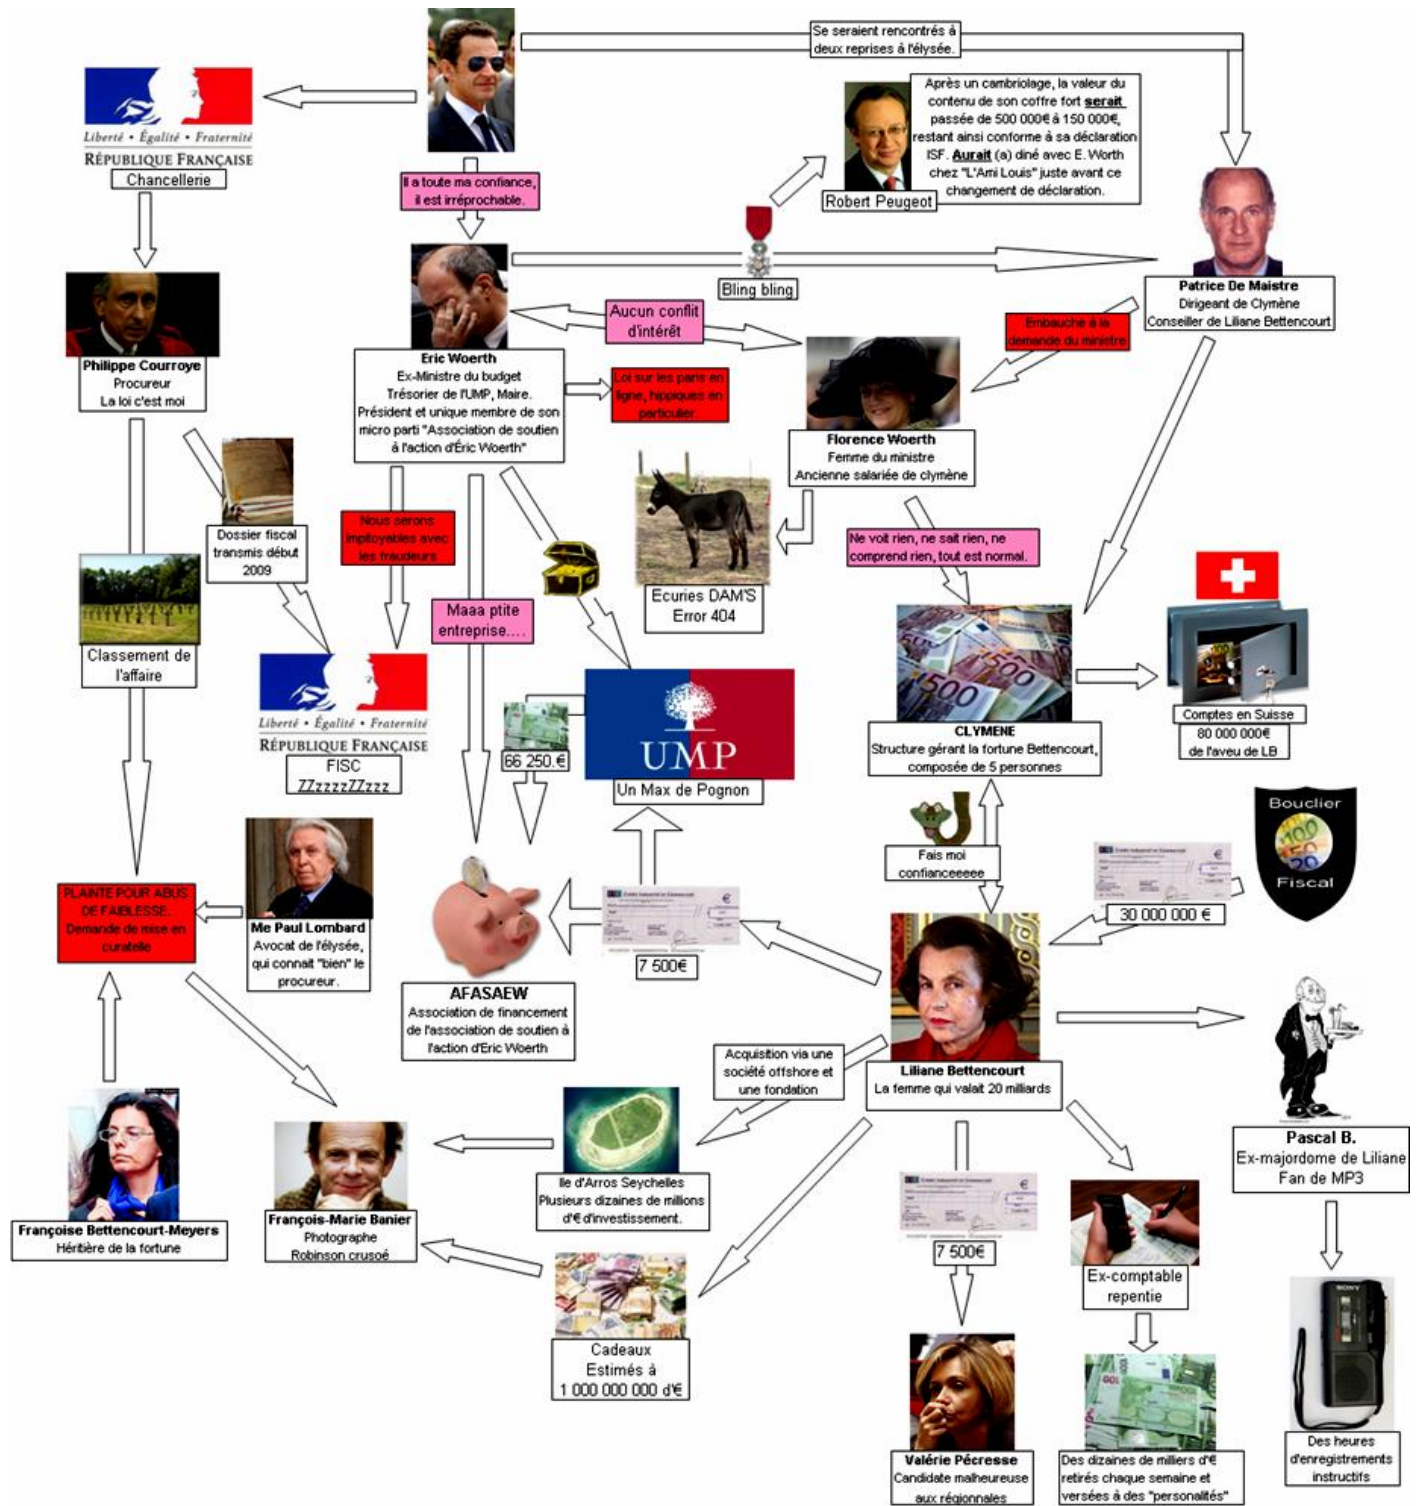 Se seraient rencontrés à
deux reprises à l'élysée.
Liberté • Égalité • Fraternité
RÉPUBLIQUE FRANÇAISE
Chancellerie
Il a toute ma confiance,
il est irréprochable.
Après un cambriolage, la valeur du
contenu de son coffre fort serait
passée de 500 000€ à 150 000€,
restant ainsi conforme à sa déclaration
ISF. Aurait (a) diné avec E. Worth
chez "L'Ami Louis" juste avant ce
changement de déclaration.
Robert Peugeot
Bling bling
Patrice De Maistre
Dirigeant de Clymène
Conseiller de Liliane Bettencourt
Aucun conflit
d'intérêt
Embauche à la
demande du ministre
Philippe Courroye
Procureur
La loi c'est moi
Eric Woerth
Ex-Ministre du budget
Trésorier de l'UMP, Maire.
Président et unique membre de son
micro parti "Association de soutien
à l'action d'Éric Woerth"
Loi sur les paris en
ligne, hippiques en
particulier.
Florence Woerth
Femme du ministre
Ancienne salariée de clymène
Dossier fiscal
transmis début
2009
Nous serons
impitoyables avec
les fraudeurs
Ne voit rien, ne sait rien, ne
comprend rien, tout est normal.
Ecuries DAM'S
Error 404
Maaa ptite
entreprise....
Classement de
l'affaire
Liberté • Égalité • Fraternité
RÉPUBLIQUE FRANÇAISE
FISC
ZZzzzzZZzzz
66 250.€
UMP
Un Max de Pognon
500
500
500
CLYMENE
Structure gérant la fortune Bettencourt,
composée de 5 personnes
Comptes en Suisse
80 000 000€
de l'aveu de LB
Fais moi
confianceeeee
Bouclier
100
50
20
Fiscal
€
30 000 000 €
PLAINTE POUR ABUS
DE FAIBLESSE.
Demande de mise en
curatelle
Me Paul Lombard
Avocat de l'élysée,
qui connait "bien" le
procureur.
€
7 500€
AFASAEW
Association de financement
de l'association de soutien à
l'action d'Eric Woerth
Acquisition via une
société offshore et
une fondation
Liliane Bettencourt
La femme qui valait 20 milliards
Pascal B.
Ex-majordome de Liliane
Fan de MP3
Ile d'Arros Seychelles
Plusieurs dizaines de millions
d'€ d'investissement.
Françoise Bettencourt-Meyers
Héritière de la fortune
François-Marie Banier
Photographe
Robinson crusoé
€
7 500€
Ex-comptable
repentie
SONY
Cadeaux
Estimés à
1 000 000 000 d'€
100
Valérie Pécresse
Candidate malheureuse
aux régionnales
Des dizaines de milliers d'€
retirés chaque semaine et
versées à des "personalités"
Des heures
d'enregistrements
instructifs